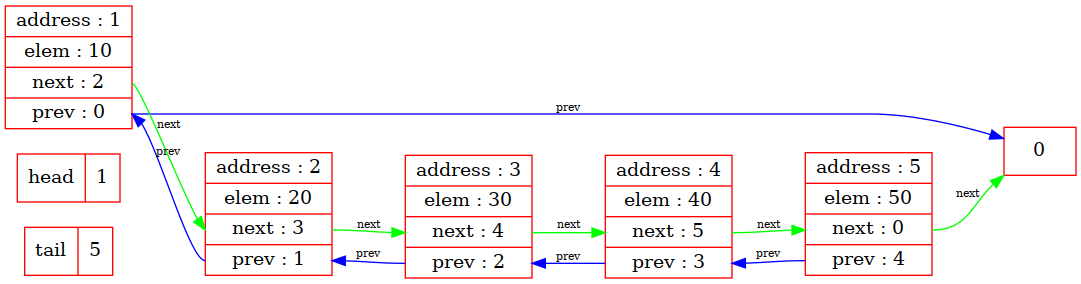 address : 1
elem : 10
next : 2
prev : 0
prev
next
prev
head 1
tail 5
address : 2
elem : 20
next : 3
prev : 1
next
prev
address : 3
elem : 30
next : 4
prev : 2
next
prev
address : 4
elem : 40
next : 5
prev : 3
next
prev
address : 5
elem : 50
next : 0
prev : 4
next
0